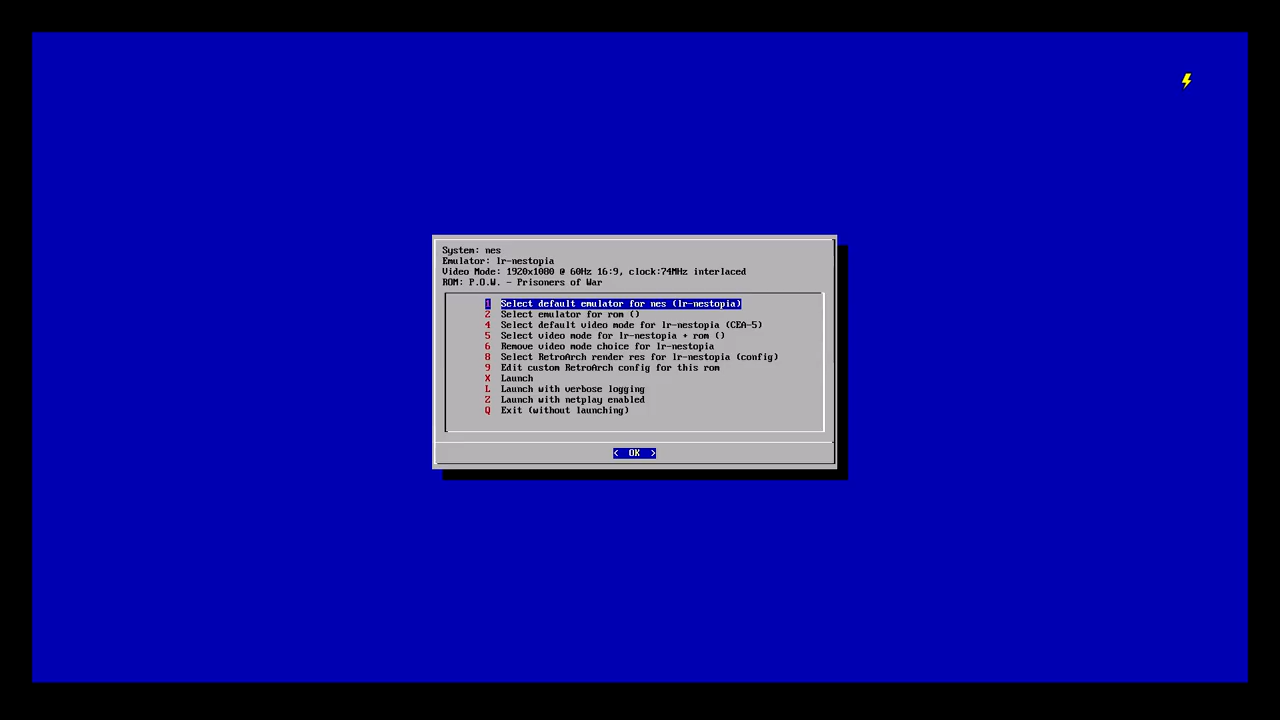 System: nes
Emulator: lr-nestopia
Video Mode: 1920x1080 @ 60Hz 16:9, clock:74MHz interlaced
ROM: P.O.W. - Prisoners of War
1 Select default emulator for nes (lr-nestopia)
2 Select emulator for rom ()
4 Select default video mode for lr-nestopia (CEA-5)
5 Select video mode for lr-nestopia + rom ()
6 Remove video mode choice for lr-nestopia
8 Select RetroArch render res for lr-nestopia (config)
9 Edit custom RetroArch config for this rom
X Launch
L Launch with verbose logging
Z Launch with netplay enabled
Q Exit (without launching)
< OK >